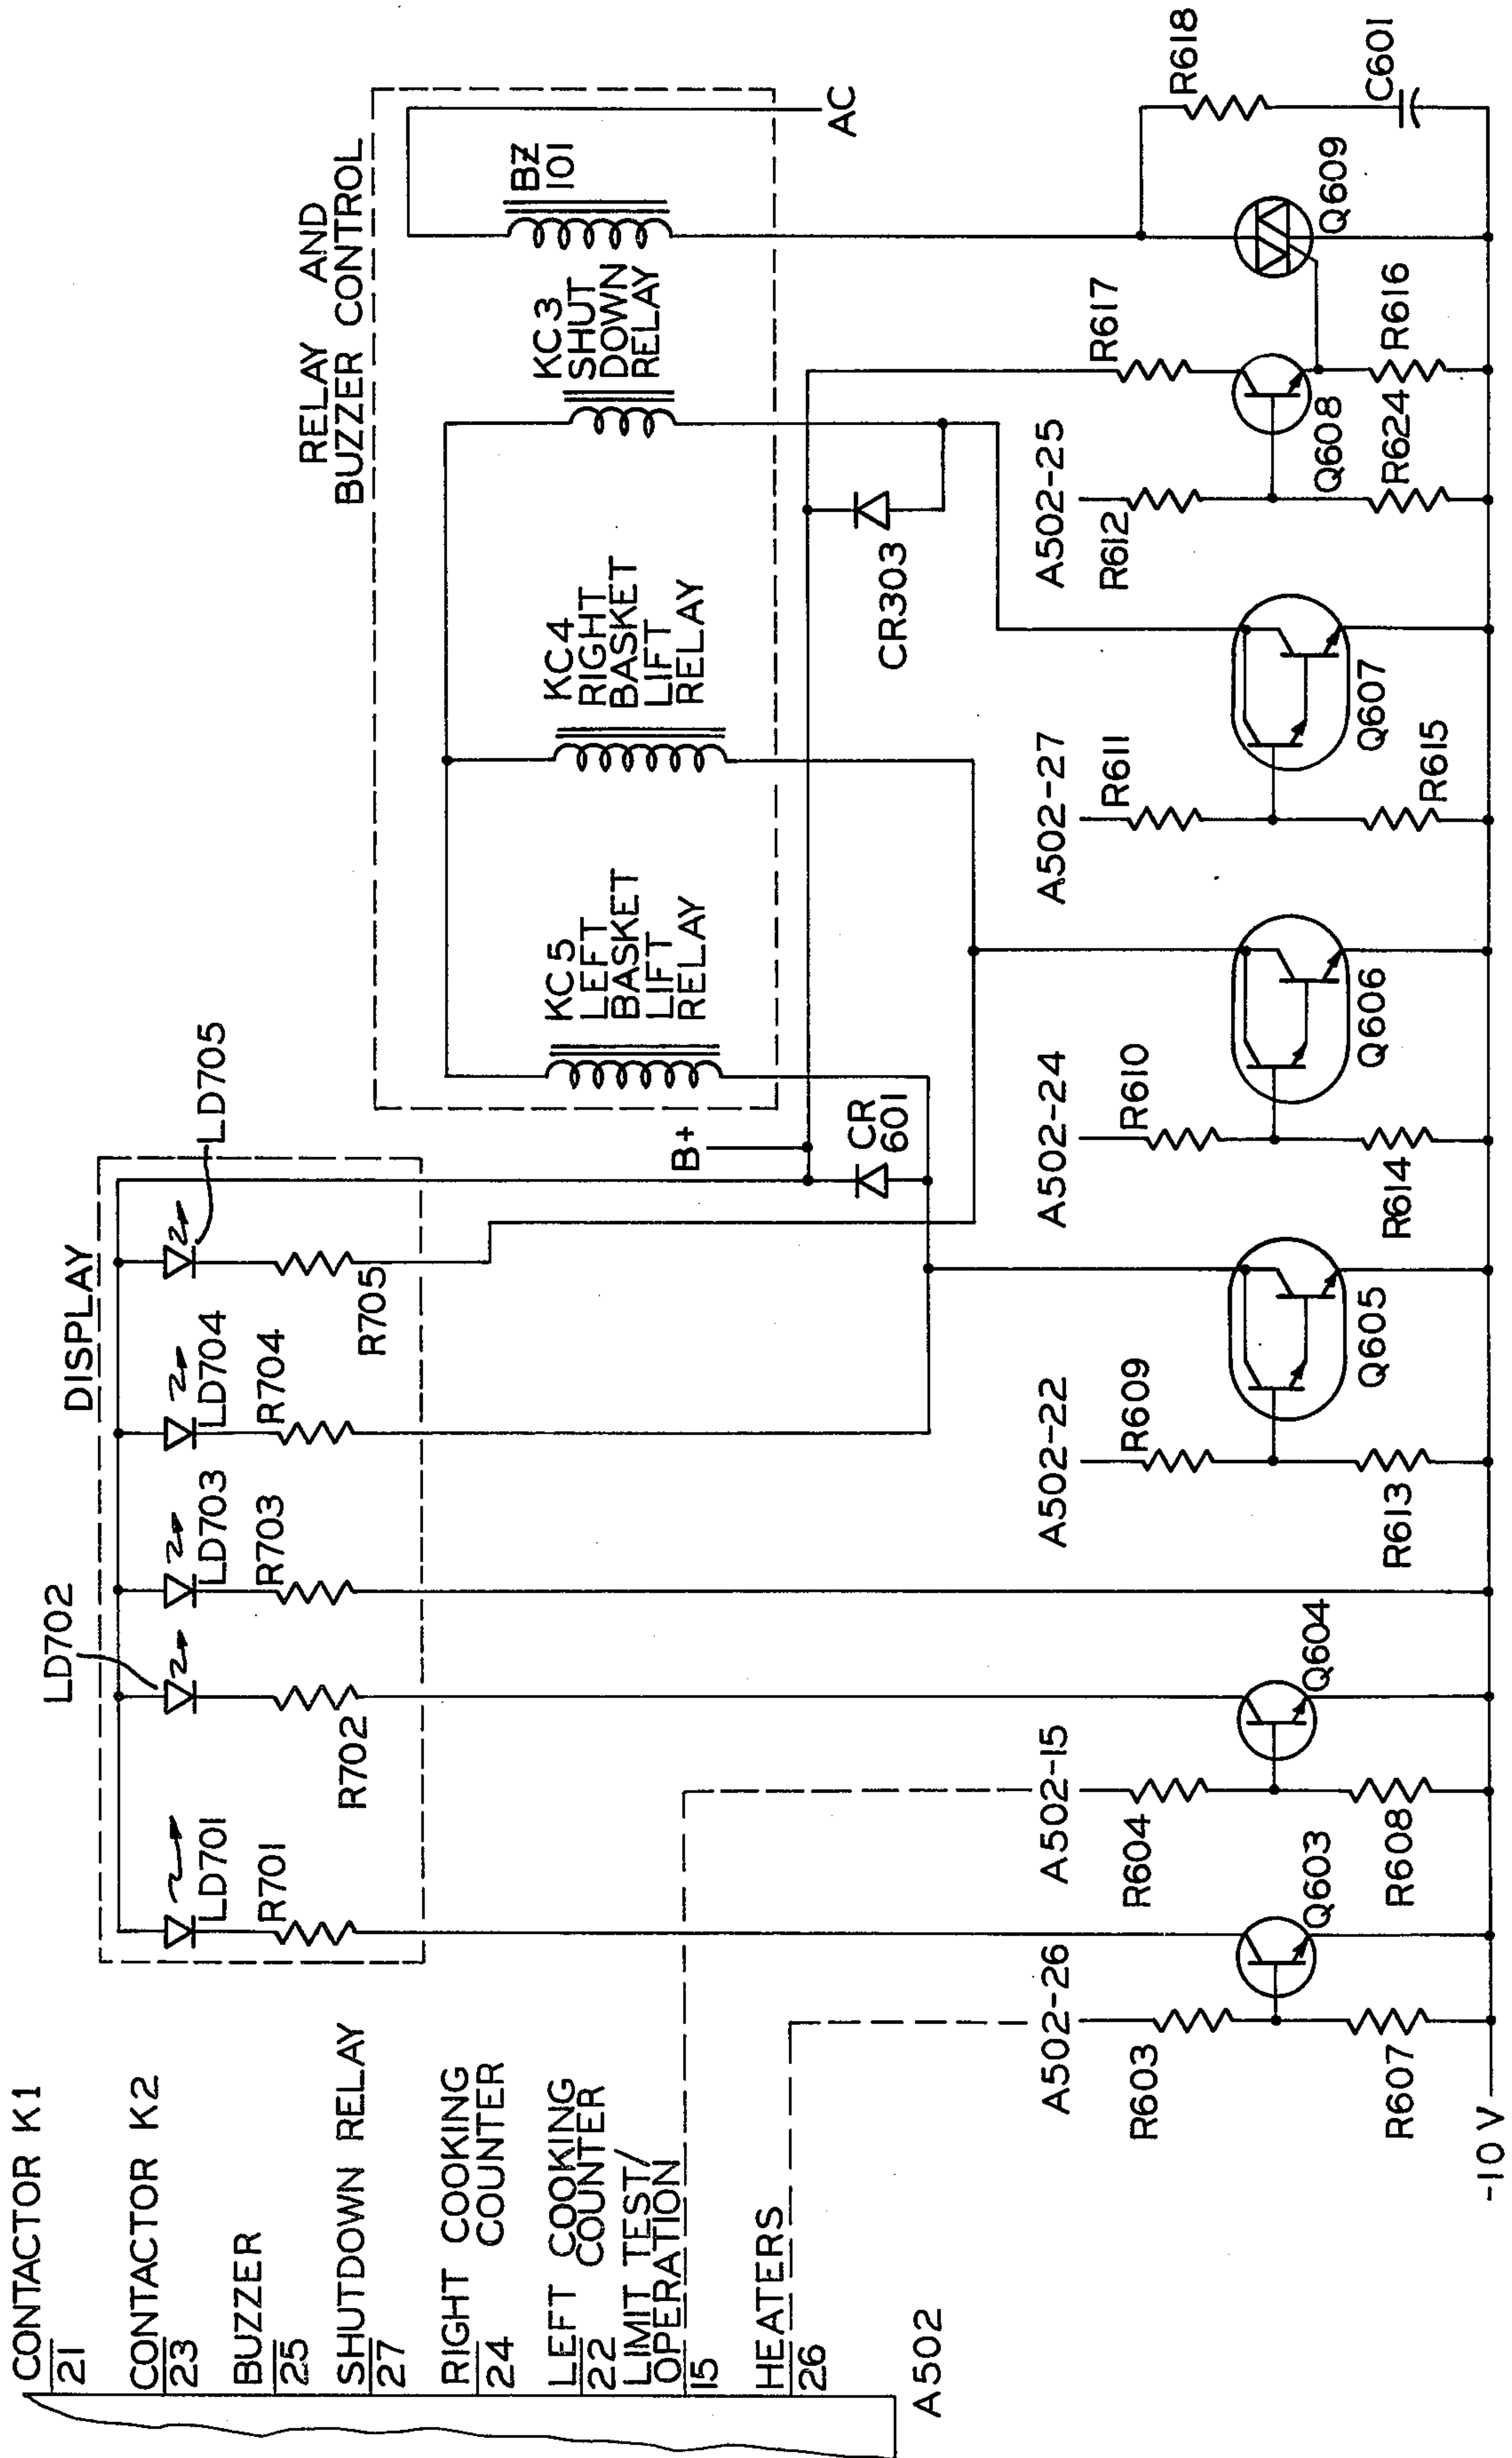 CONTACTOR K1
21
CONTACTOR K2
23
BUZZER
25
SHUTDOWN RELAY
27
RIGHT COOKING
COUNTER
24
LEFT COOKING
COUNTER
22
LIMIT TEST/
OPERATION
15
HEATERS
26
A502
DISPLAY
LD701
R701
LD702
R702
LD703
R703
LD704
R704
LD705
R705
RELAY AND
BUZZER CONTROL
KC5
LEFT
BASKET
LIFT
RELAY
KC4
RIGHT
BASKET
LIFT
RELAY
KC3
SHUT
DOWN
RELAY
BZ
101
AC
B+
CR
601
CR303
A502-26
R603
R607
Q603
A502-15
R604
R608
Q604
A502-22
R609
R613
Q605
A502-24
R610
R614
Q606
A502-27
R611
R615
Q607
A502-25
R612
R624
Q608
R617
R616
Q609
R618
C601
-10 V